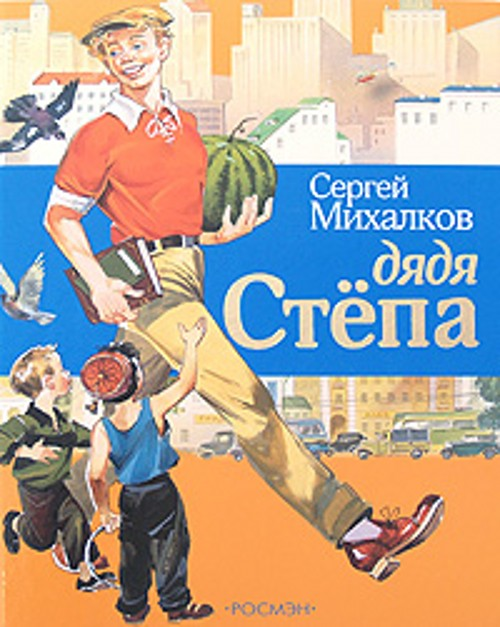 Сергей
Михалков
дядя
Стёпа
•РОСМЭН•